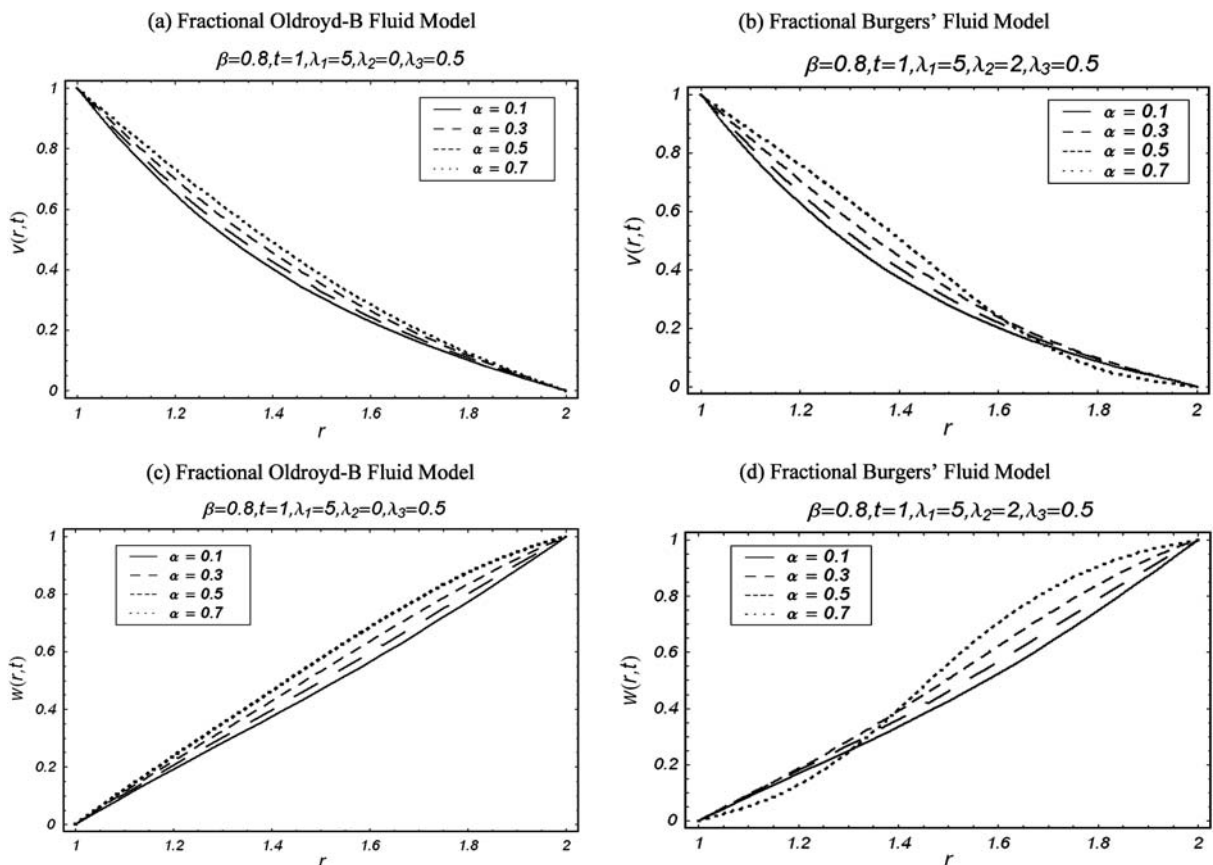 (a) Fractional Oldroyd-B Fluid Model
β=0.8,t=1,λ₁=5,λ₂=0,λ₃=0.5
1
0.8
0.6
0.4
0.2
0
v(r,t)
α = 0.1
α = 0.3
α = 0.5
α = 0.7
1 1.2 1.4 1.6 1.8 2
r
(b) Fractional Burgers’ Fluid Model
β=0.8,t=1,λ₁=5,λ₂=2,λ₃=0.5
1
0.8
0.6
0.4
0.2
0
v(r,t)
α = 0.1
α = 0.3
α = 0.5
α = 0.7
1 1.2 1.4 1.6 1.8 2
r
(c) Fractional Oldroyd-B Fluid Model
β=0.8,t=1,λ₁=5,λ₂=0,λ₃=0.5
1
0.8
0.6
0.4
0.2
0
w(r,t)
α = 0.1
α = 0.3
α = 0.5
α = 0.7
1 1.2 1.4 1.6 1.8 2
r
(d) Fractional Burgers’ Fluid Model
β=0.8,t=1,λ₁=5,λ₂=2,λ₃=0.5
1
0.8
0.6
0.4
0.2
0
w(r,t)
α = 0.1
α = 0.3
α = 0.5
α = 0.7
1 1.2 1.4 1.6 1.8 2
r